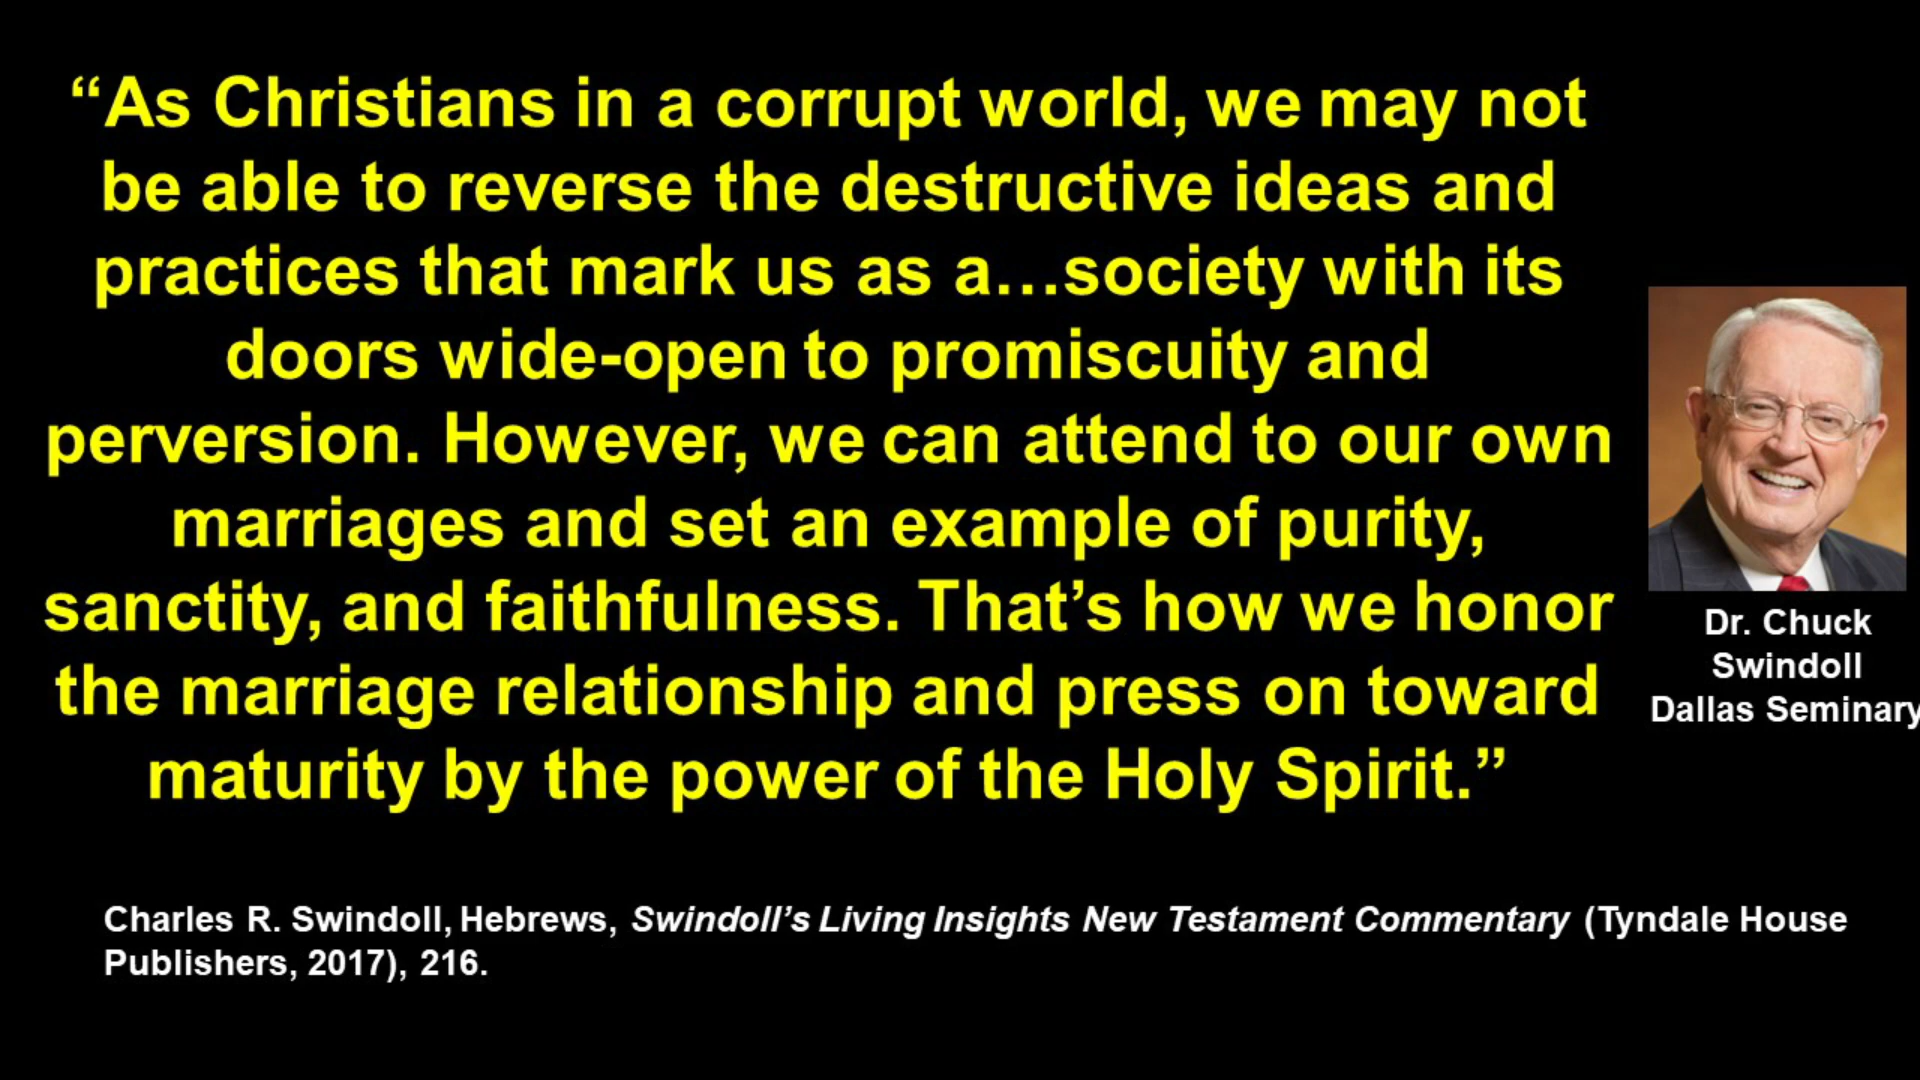 “As Christians in a corrupt world, we may not
be able to reverse the destructive ideas and
practices that mark us as a…society with its
doors wide-open to promiscuity and
perversion. However, we can attend to our own
marriages and set an example of purity,
sanctity, and faithfulness. That’s how we honor
the marriage relationship and press on toward
maturity by the power of the Holy Spirit.”
Dr. Chuck
Swindoll
Dallas Seminary
Charles R. Swindoll, Hebrews, Swindoll’s Living Insights New Testament Commentary (Tyndale House
Publishers, 2017), 216.